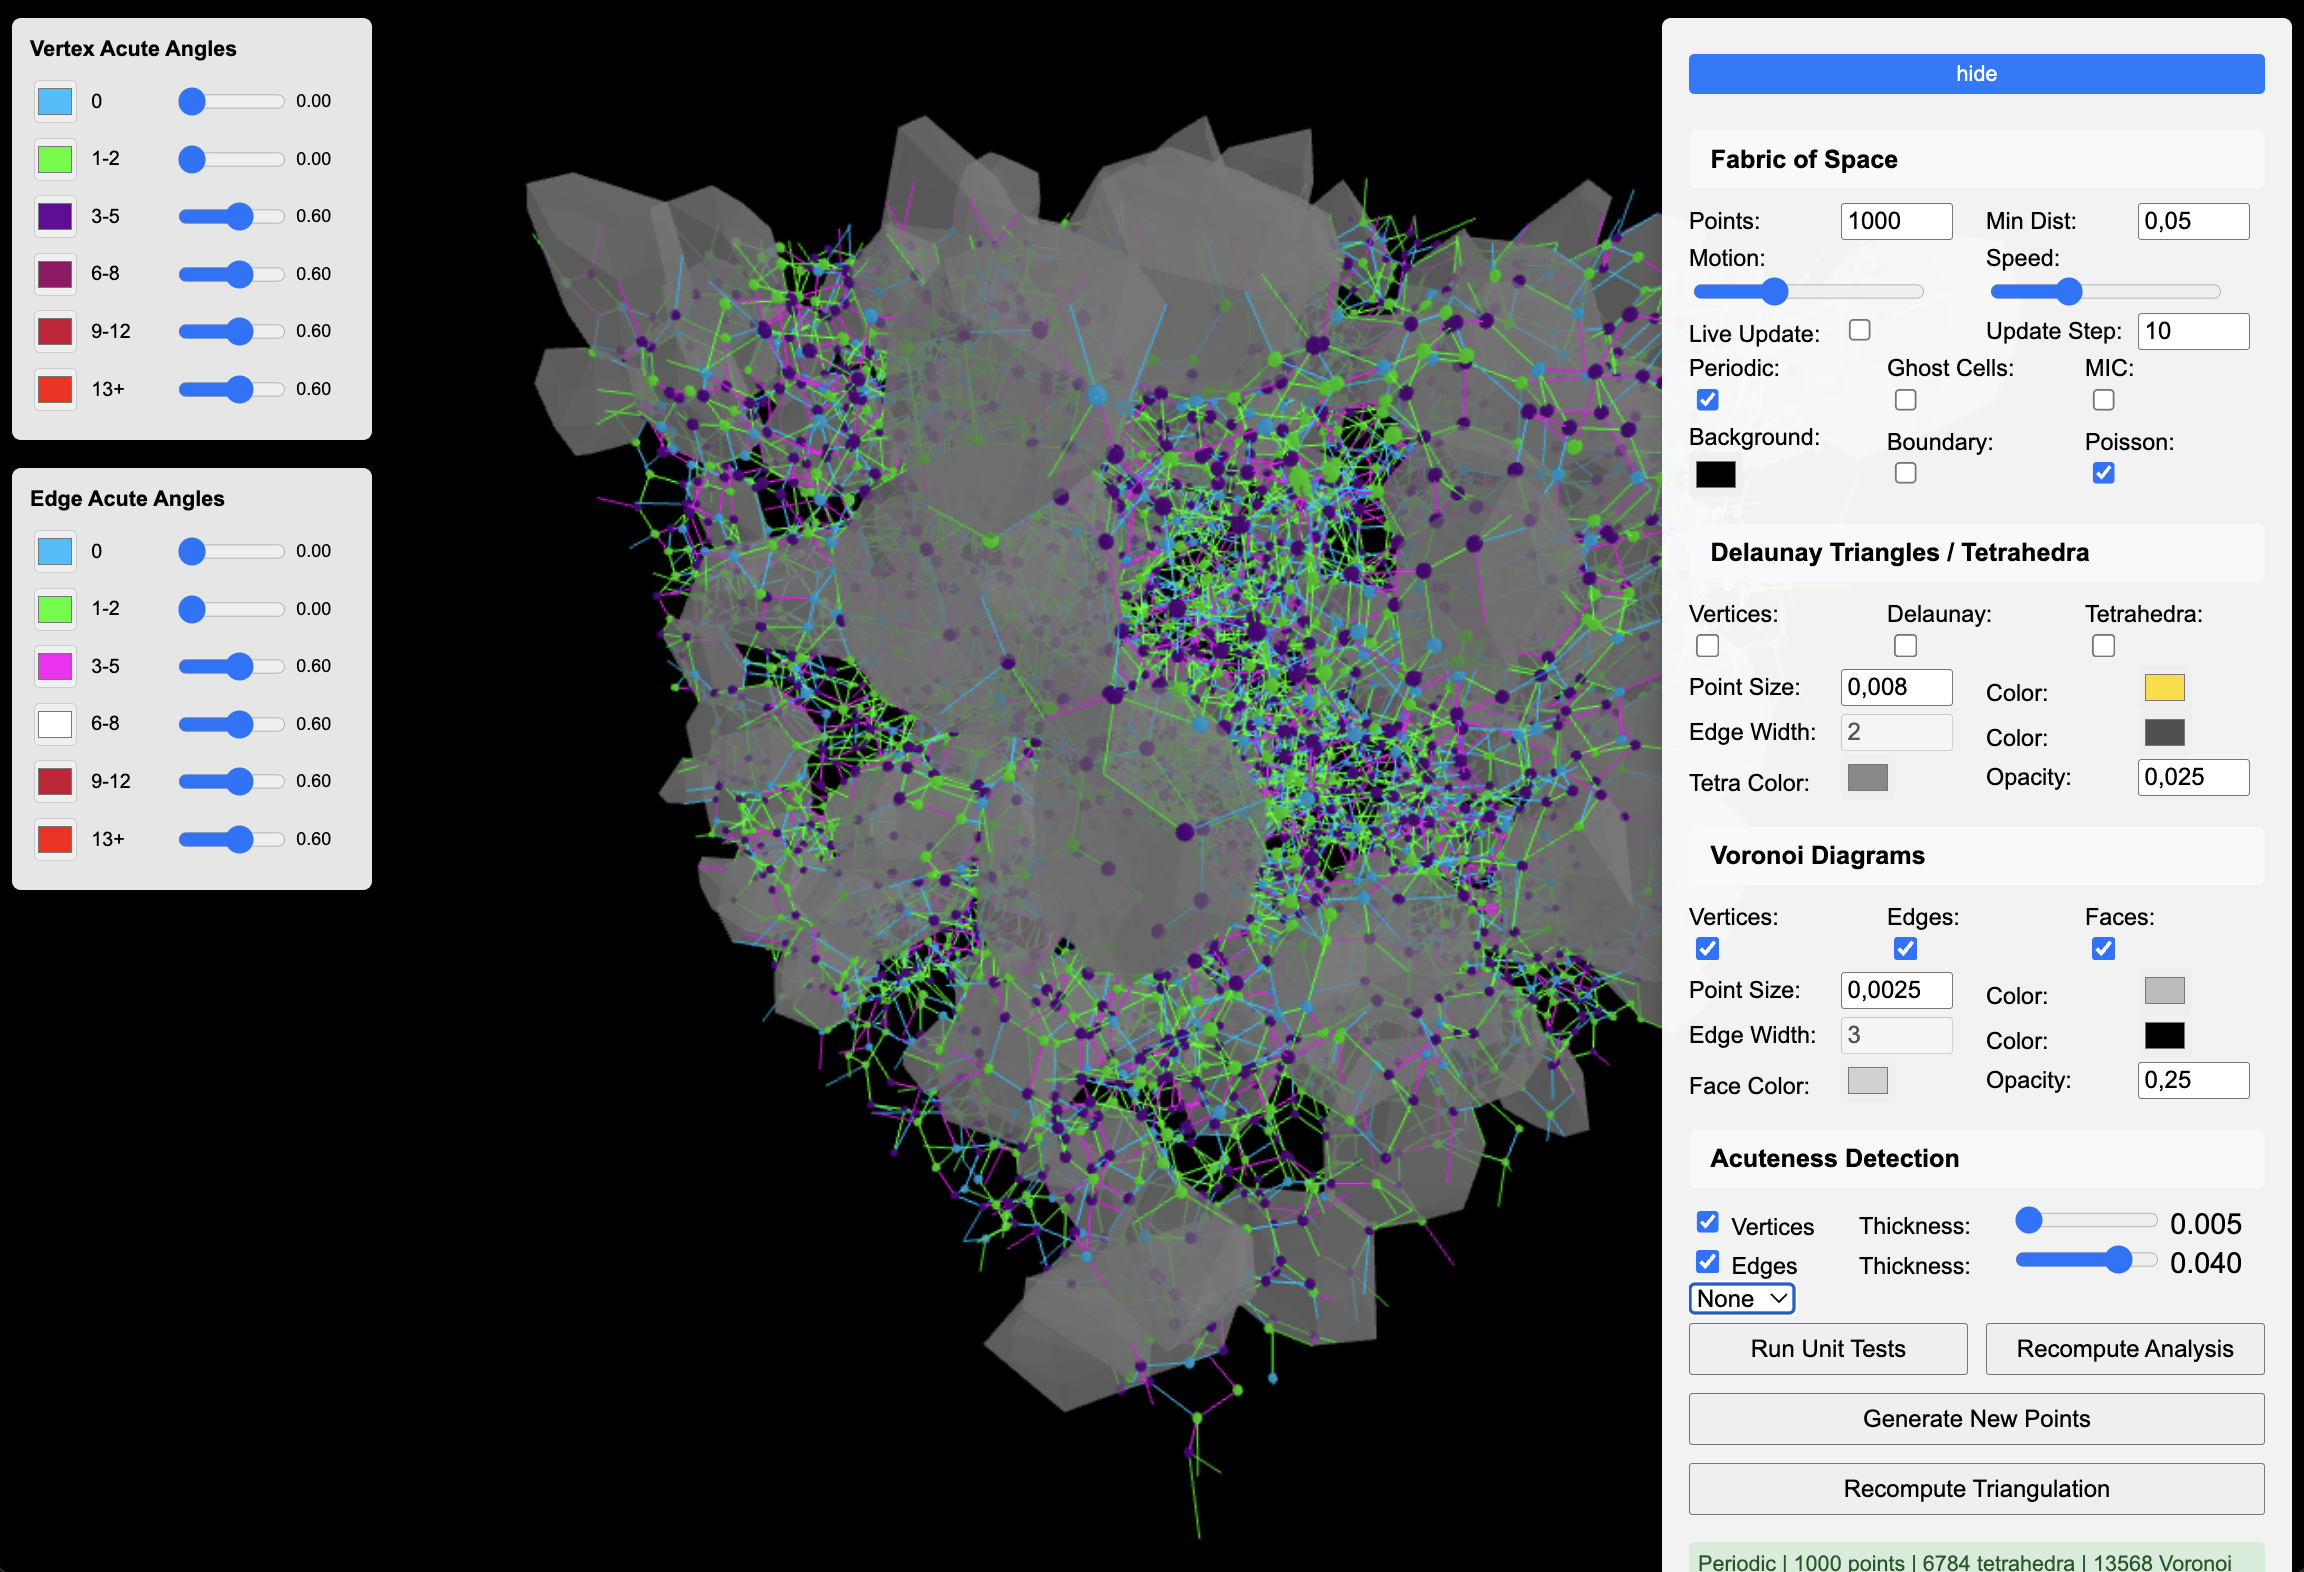 Vertex Acute Angles
0 0.00
1-2 0.00
3-5 0.60
6-8 0.60
9-12 0.60
13+ 0.60
Edge Acute Angles
0 0.00
1-2 0.00
3-5 0.60
6-8 0.60
9-12 0.60
13+ 0.60
hide
Fabric of Space
Points: 1000 Min Dist: 0,05
Motion: Speed:
Live Update: Update Step: 10
Periodic: Ghost Cells: MIC:
Background: Boundary: Poisson:
Delaunay Triangles / Tetrahedra
Vertices: Delaunay: Tetrahedra:
Point Size: 0,008 Color:
Edge Width: 2 Color:
Tetra Color: Opacity: 0,025
Voronoi Diagrams
Vertices: Edges: Faces:
Point Size: 0,0025 Color:
Edge Width: 3 Color:
Face Color: Opacity: 0,25
Acuteness Detection
Vertices Thickness: 0.005
Edges Thickness: 0.040
None
Run Unit Tests Recompute Analysis
Generate New Points
Recompute Triangulation
Periodic | 1000 points | 6784 tetrahedra | 13568 Voronoi